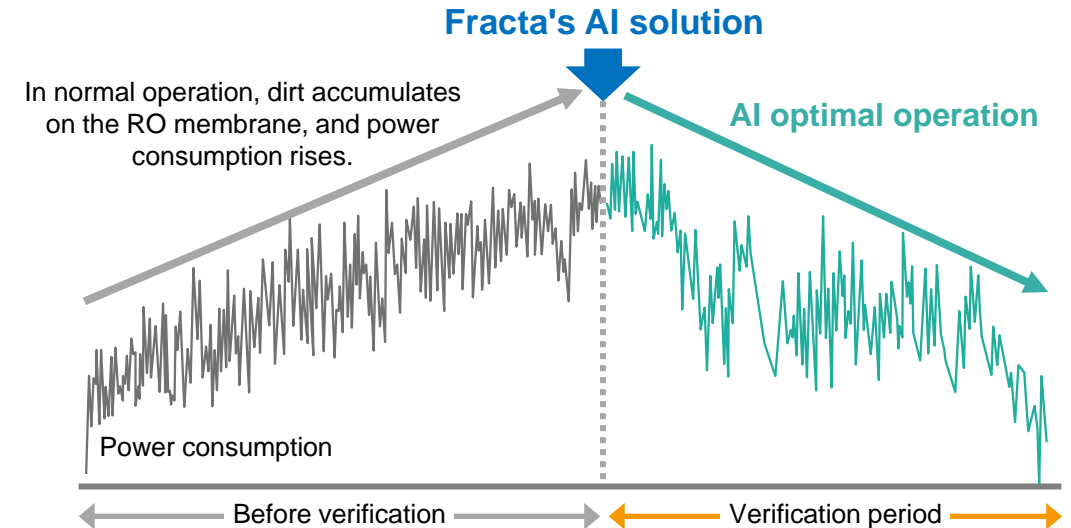 Fracta's AI solution
In normal operation, dirt accumulates
on the RO membrane, and power
consumption rises.
AI optimal operation
Power consumption
Before verification
Verification period